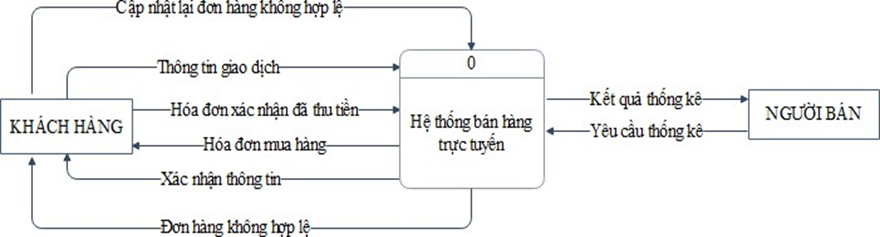 Cập nhật lại đơn hàng không hợp lệ
Thông tin giao dịch
0
Hóa đơn xác nhận đã thu tiền
Kết quả thống kê
KHÁCH HÀNG
Hệ thống bán hàng
trực tuyến
NGƯỜI BÁN
Hóa đơn mua hàng
Yêu cầu thống kê
Xác nhận thông tin
Đơn hàng không hợp lệ